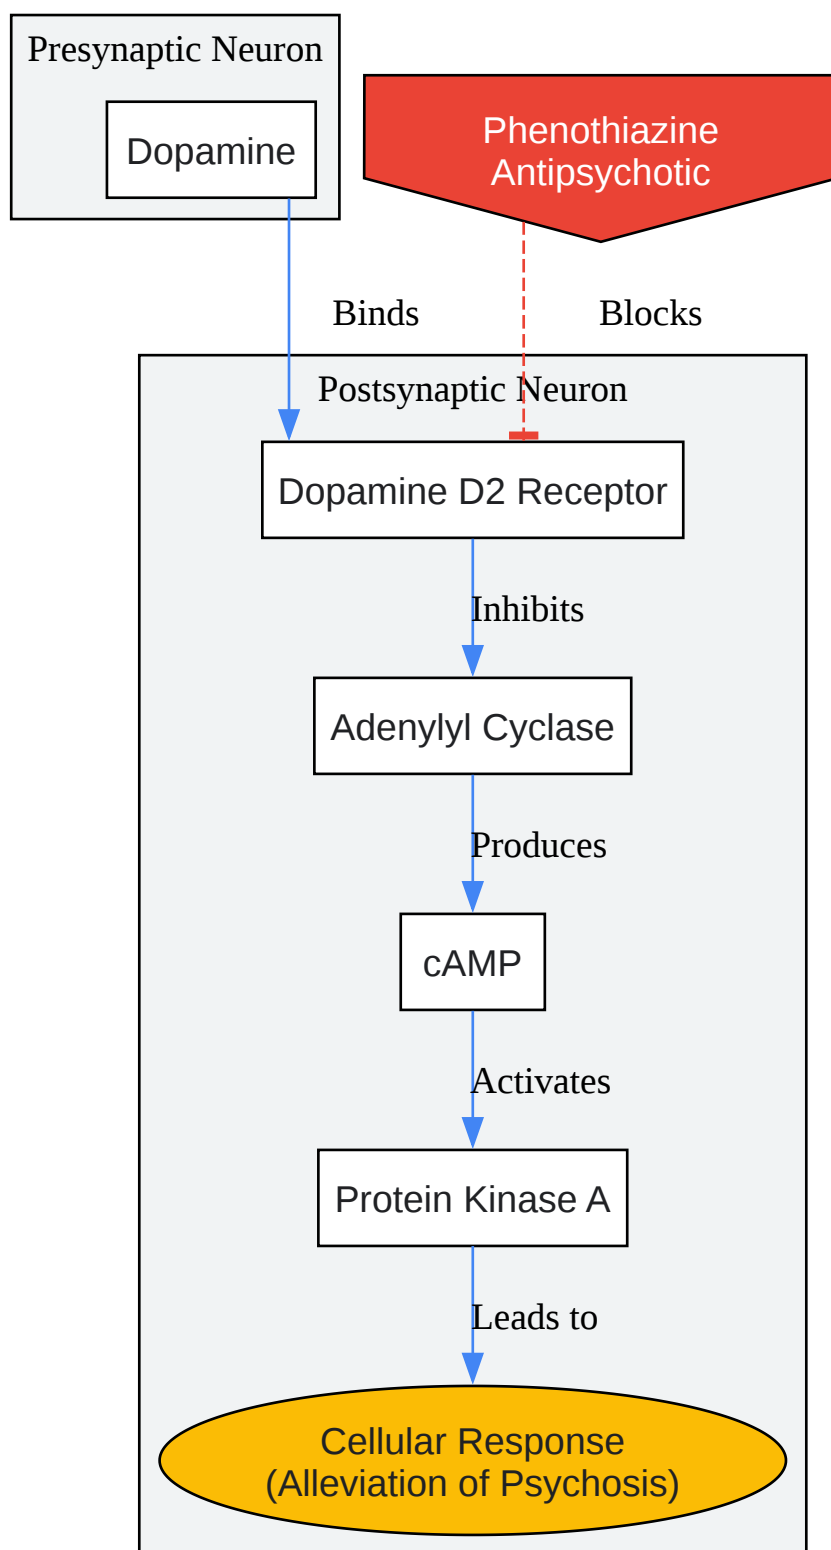 Presynaptic Neuron
Dopamine
Phenothiazine
Antipsychotic
Binds
Blocks
Postsynaptic Neuron
Dopamine D2 Receptor
Inhibits
Adenylyl Cyclase
Produces
cAMP
Activates
Protein Kinase A
Leads to
Cellular Response
(Alleviation of Psychosis)